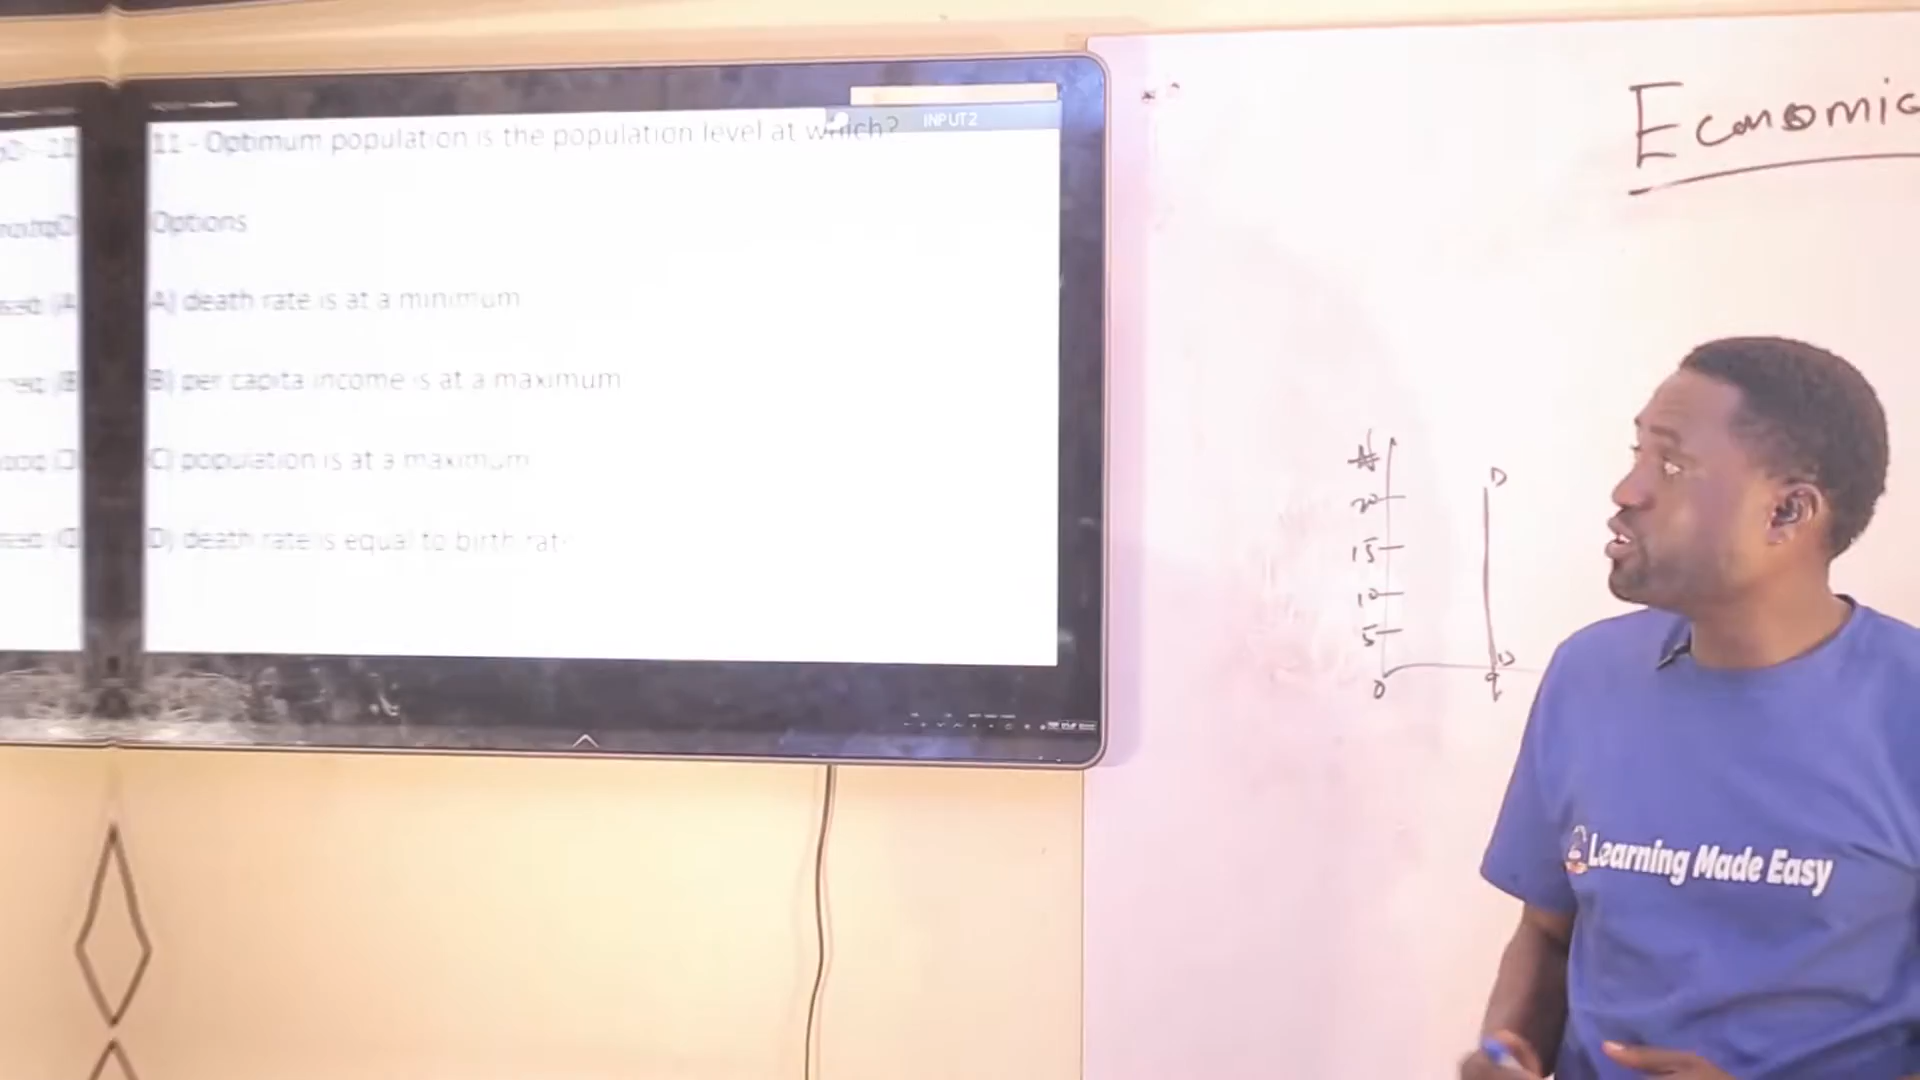 11 - Optimum population is the population level at which?
INPUT2
Options
A) death rate is at a minimum
B) per capita income is at a maximum
C) population is at a maximum
D) death rate is equal to birth rat
Economic
₦
20
15
10
5
0
D
D
q
Learning Made Easy